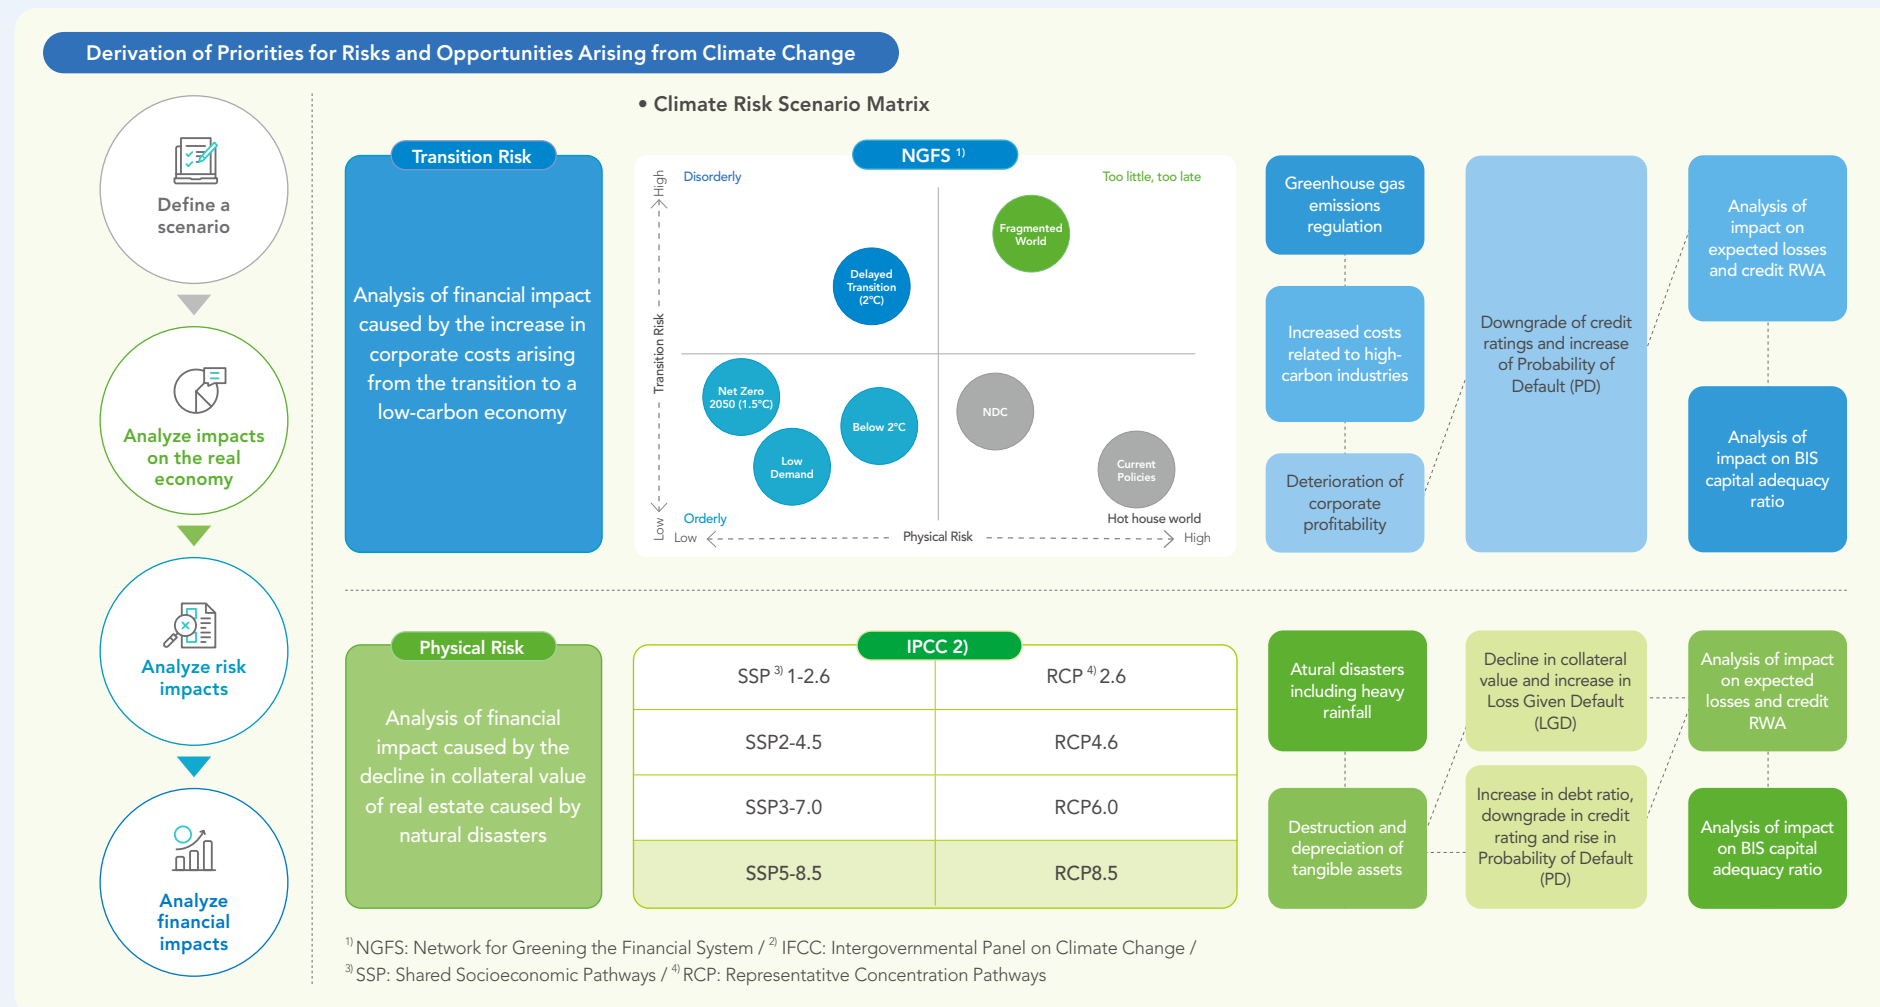 Derivation of Priorities for Risks and Opportunities Arising from Climate Change
Define a
scenario
Analyze impacts
on the real
economy
Analyze risk
impacts
Analyze
financial
impacts
• Climate Risk Scenario Matrix
Transition Risk
Analysis of financial impact
caused by the increase in
corporate costs arising
from the transition to a
low-carbon economy
NGFS 1)
Disorderly
Too little, too late
High
Transition Risk
Low
Fragmented
World
Delayed
Transition
(2°C)
Net Zero
2050 (1.5°C)
Below 2°C
Low
Demand
NDC
Current
Policies
Orderly
Hot house world
Low
Physical Risk
High
Greenhouse gas
emissions
regulation
Increased costs
related to high-
carbon industries
Deterioration of
corporate
profitability
Downgrade of credit
ratings and increase
of Probability of
Default (PD)
Analysis of
impact on
expected losses
and credit RWA
Analysis of
impact on BIS
capital adequacy
ratio
Physical Risk
Analysis of financial
impact caused by the
decline in collateral value
of real estate caused by
natural disasters
IPCC 2)
SSP 3) 1-2.6
RCP 4) 2.6
SSP2-4.5
RCP4.6
SSP3-7.0
RCP6.0
SSP5-8.5
RCP8.5
Atural disasters
including heavy
rainfall
Destruction and
depreciation of
tangible assets
Decline in collateral
value and increase in
Loss Given Default
(LGD)
Increase in debt ratio,
downgrade in credit
rating and rise in
Probability of Default
(PD)
Analysis of impact
on expected
losses and credit
RWA
Analysis of impact
on BIS capital
adequacy ratio
1) NGFS: Network for Greening the Financial System / 2) IFCC: Intergovernmental Panel on Climate Change /
3) SSP: Shared Socioeconomic Pathways / 4) RCP: Representatitve Concentration Pathways